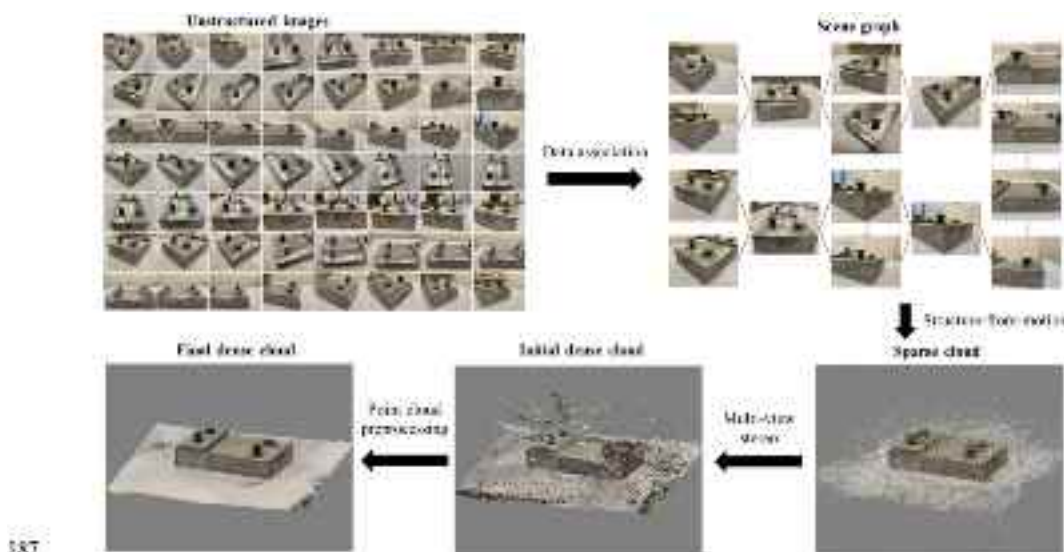 Unstructured images
Scene graph
Data association
Structure-from-motion
Final dense cloud
Initial dense cloud
Sparse cloud
Point cloud
preprocessing
Multi-view
stereo